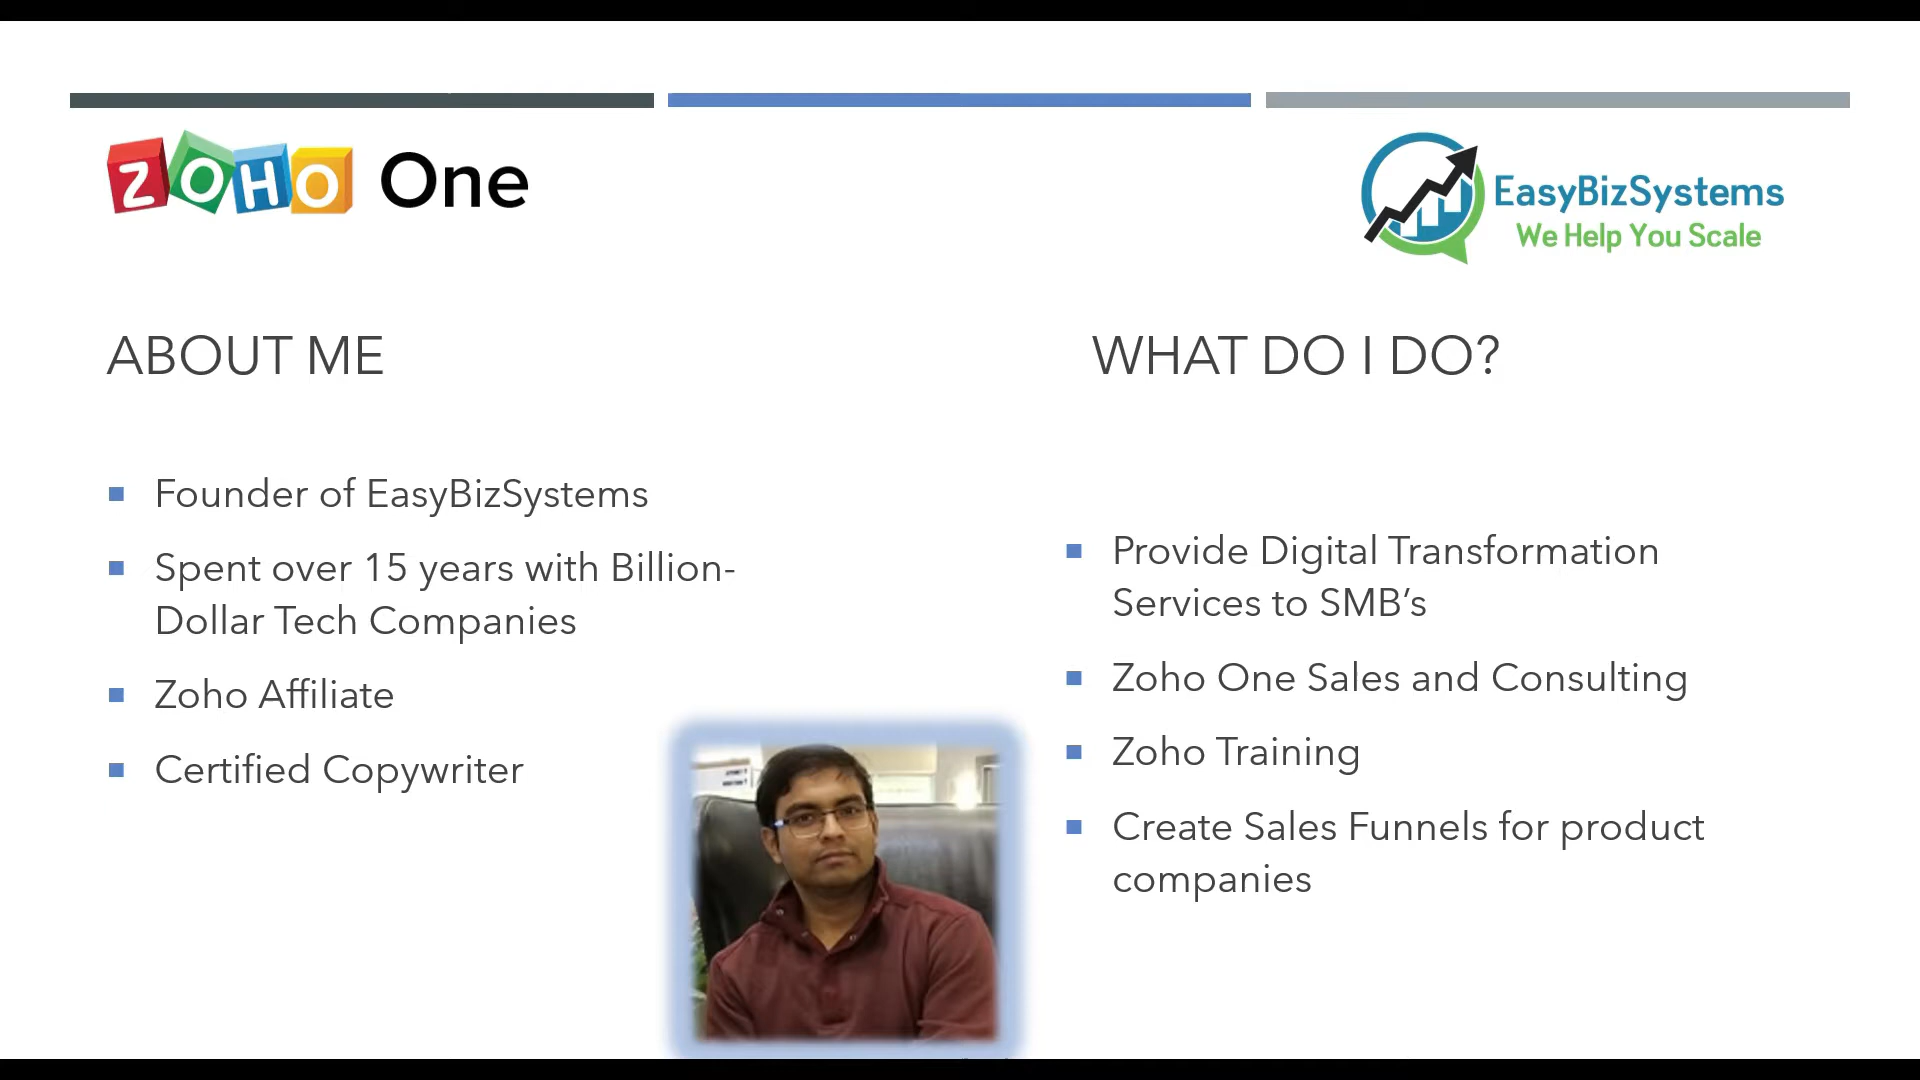 ZOHO One
EasyBizSystems
We Help You Scale
ABOUT ME
Founder of EasyBizSystems
Spent over 15 years with Billion-
Dollar Tech Companies
Zoho Affiliate
Certified Copywriter
WHAT DO I DO?
Provide Digital Transformation
Services to SMB’s
Zoho One Sales and Consulting
Zoho Training
Create Sales Funnels for product
companies